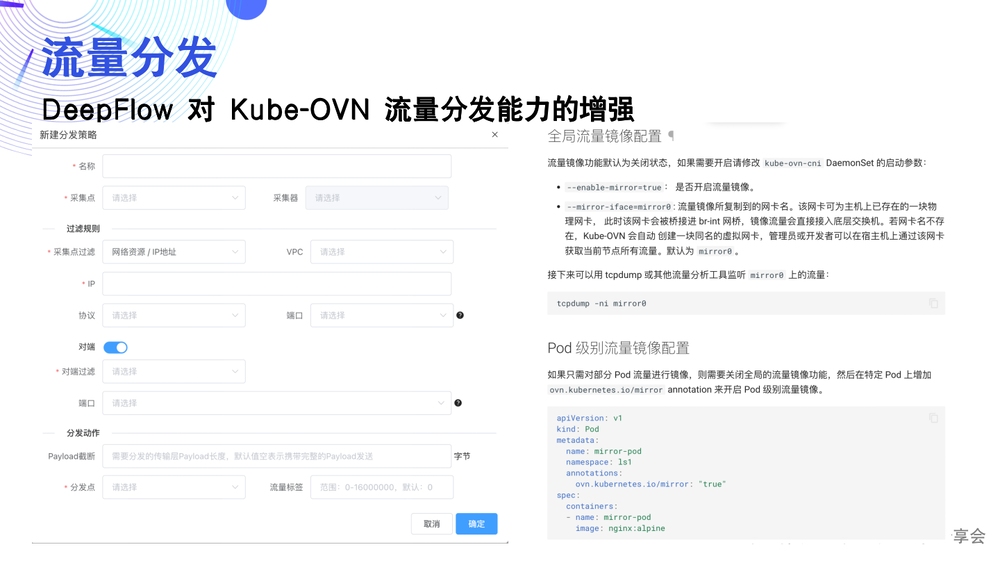 流量分发
DeepFlow 对 Kube-OVN 流量分发能力的增强
新建分发策略
* 名称
* 采集点 请选择 采集器 请选择
过滤规则
* 采集点过滤 网络资源 / IP地址 VPC 请选择
* IP
协议 请选择 端口 请选择
对端
* 对端过滤 请选择
端口 请选择
分发动作
Payload截断 需要分发的传输层Payload长度，默认值空表示携带完整的Payload发送 字节
* 分发点 请选择 流量标签 范围：0-16000000，默认：0
取消 确定
全局流量镜像配置 ¶
流量镜像功能默认为关闭状态，如果需要开启请修改 kube-ovn-cni DaemonSet 的启动参数：
• --enable-mirror=true： 是否开启流量镜像。
• --mirror-iface=mirror0: 流量镜像所复制到的网卡名。该网卡可为主机上已存在的一块物
理网卡， 此时该网卡会被桥接进 br-int 网桥，镜像流量会直接接入底层交换机。若网卡名不存
在，Kube-OVN 会自动 创建一块同名的虚拟网卡，管理员或开发者可以在宿主机上通过该网卡
获取当前节点所有流量。默认为 mirror0 。
接下来可以用 tcpdump 或其他流量分析工具监听 mirror0 上的流量：
tcpdump -ni mirror0
Pod 级别流量镜像配置
如果只需对部分 Pod 流量进行镜像，则需要关闭全局的流量镜像功能，然后在特定 Pod 上增加
ovn.kubernetes.io/mirror annotation 来开启 Pod 级别流量镜像。
apiVersion: v1
kind: Pod
metadata:
  name: mirror-pod
  namespace: ls1
  annotations:
    ovn.kubernetes.io/mirror: "true"
spec:
  containers:
  - name: mirror-pod
    image: nginx:alpine
享会